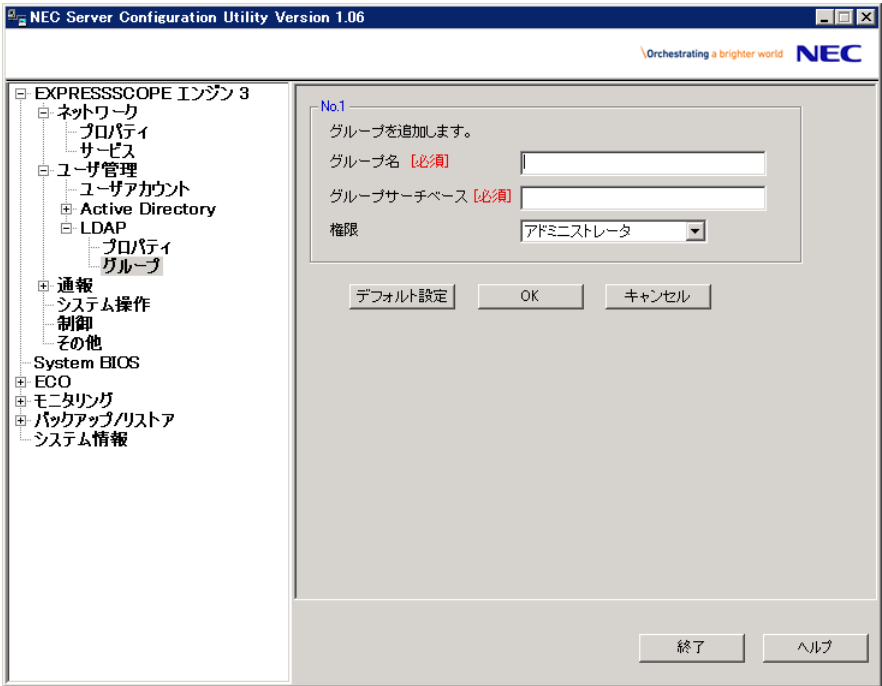 NEC Server Configuration Utility Version 1.06
\Orchestrating a brighter world NEC
EXPRESSSCOPE エンジン 3
ネットワーク
プロパティ
サービス
ユーザ管理
ユーザアカウント
Active Directory
LDAP
プロパティ
グループ
通報
システム操作
制御
その他
System BIOS
ECO
モニタリング
バックアップ/リストア
システム情報
No.1
グループを追加します。
グループ名 [必須]
グループサーチベース [必須]
権限 アドミニストレータ
デフォルト設定 OK キャンセル
終了 ヘルプ